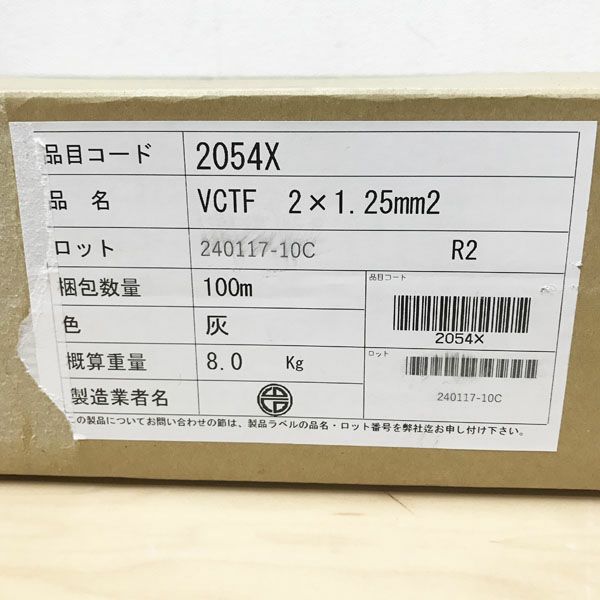 品目コード 2054X
品 名 VCTF 2×1.25mm2
ロット 240117-10C R2
梱包数量 100m
色 灰
概算重量 8.0 Kg
製造業者名
品目コード
2054X
ロット
240117-10C
この製品についてお問い合わせの節は、製品ラベルの品名・ロット番号を弊社迄お申し付け下さい。